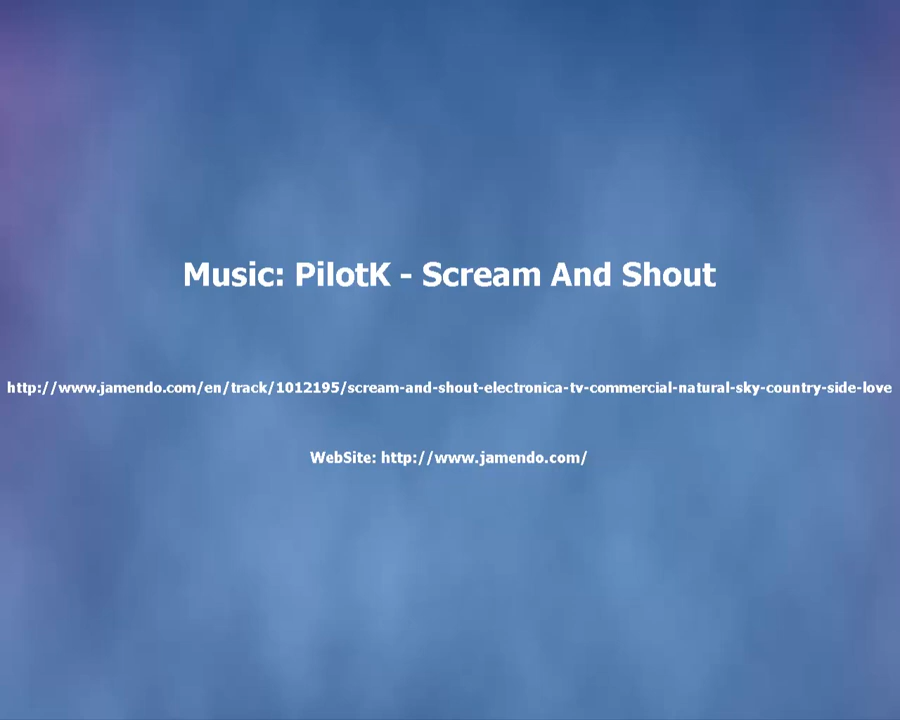 Music: PilotK - Scream And Shout
http://www.jamendo.com/en/track/1012195/scream-and-shout-electronica-tv-commercial-natural-sky-country-side-love
WebSite: http://www.jamendo.com/